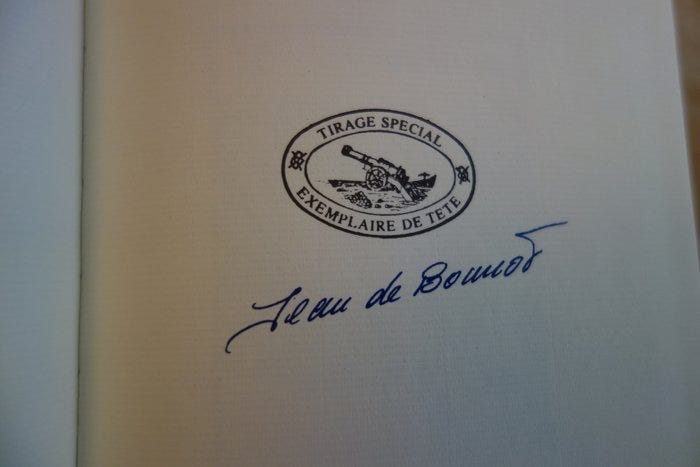 TIRAGE SPECIAL
EXEMPLAIRE DE TETE
Jean de Bonnot